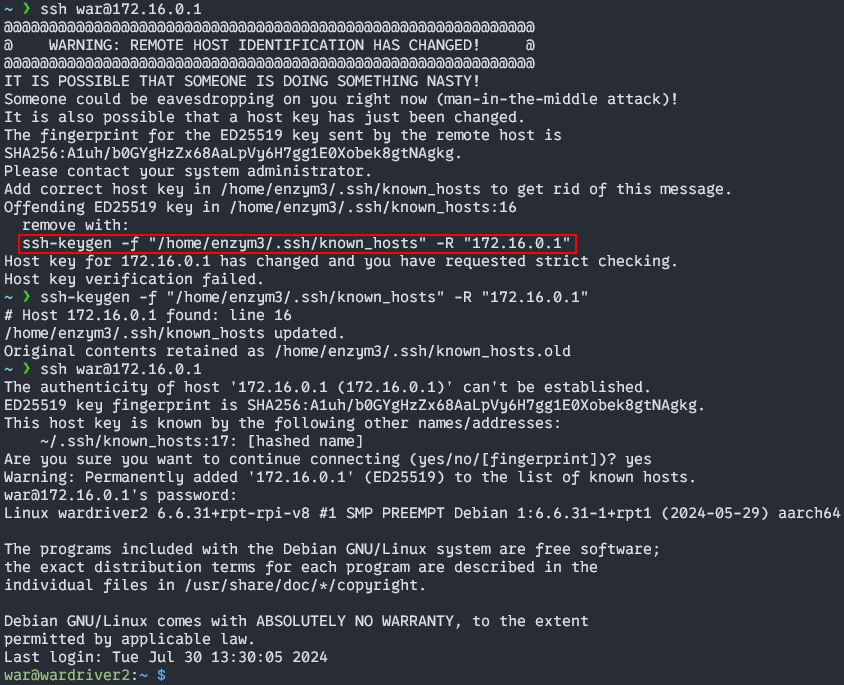 ~ ❯ ssh war@172.16.0.1
@@@@@@@@@@@@@@@@@@@@@@@@@@@@@@@@@@@@@@@@@@@@@@@@@@@@@@@@@@@
@    WARNING: REMOTE HOST IDENTIFICATION HAS CHANGED!     @
@@@@@@@@@@@@@@@@@@@@@@@@@@@@@@@@@@@@@@@@@@@@@@@@@@@@@@@@@@@
IT IS POSSIBLE THAT SOMEONE IS DOING SOMETHING NASTY!
Someone could be eavesdropping on you right now (man-in-the-middle attack)!
It is also possible that a host key has just been changed.
The fingerprint for the ED25519 key sent by the remote host is
SHA256:A1uh/b0GYgHzZx68AaLpVy6H7gg1E0Xobek8gtNAgkg.
Please contact your system administrator.
Add correct host key in /home/enzym3/.ssh/known_hosts to get rid of this message.
Offending ED25519 key in /home/enzym3/.ssh/known_hosts:16
  remove with:
  ssh-keygen -f "/home/enzym3/.ssh/known_hosts" -R "172.16.0.1"
Host key for 172.16.0.1 has changed and you have requested strict checking.
Host key verification failed.
~ ❯ ssh-keygen -f "/home/enzym3/.ssh/known_hosts" -R "172.16.0.1"
# Host 172.16.0.1 found: line 16
/home/enzym3/.ssh/known_hosts updated.
Original contents retained as /home/enzym3/.ssh/known_hosts.old
~ ❯ ssh war@172.16.0.1
The authenticity of host '172.16.0.1 (172.16.0.1)' can't be established.
ED25519 key fingerprint is SHA256:A1uh/b0GYgHzZx68AaLpVy6H7gg1E0Xobek8gtNAgkg.
This host key is known by the following other names/addresses:
    ~/.ssh/known_hosts:17: [hashed name]
Are you sure you want to continue connecting (yes/no/[fingerprint])? yes
Warning: Permanently added '172.16.0.1' (ED25519) to the list of known hosts.
war@172.16.0.1's password:
Linux wardriver2 6.6.31+rpt-rpi-v8 #1 SMP PREEMPT Debian 1:6.6.31-1+rpt1 (2024-05-29) aarch64

The programs included with the Debian GNU/Linux system are free software;
the exact distribution terms for each program are described in the
individual files in /usr/share/doc/*/copyright.

Debian GNU/Linux comes with ABSOLUTELY NO WARRANTY, to the extent
permitted by applicable law.
Last login: Tue Jul 30 13:30:05 2024
war@wardriver2:~ $